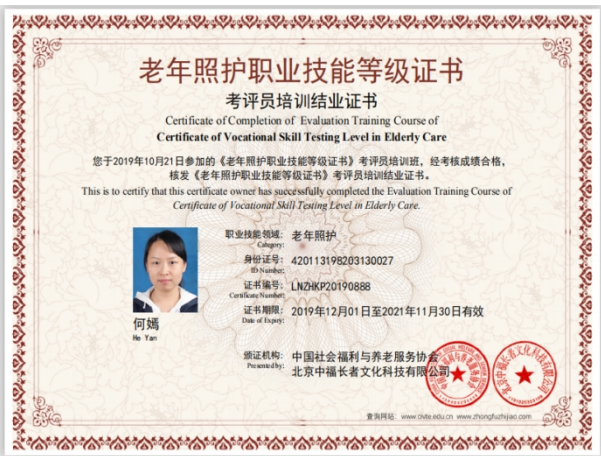 老年照护职业技能等级证书
考评员培训结业证书
Certificate of Completion of Evaluation Training Course of
Certificate of Vocational Skill Testing Level in Elderly Care
您于2019年10月21日参加的《老年照护职业技能等级证书》考评员培训班，经考核成绩合格，
核发《老年照护职业技能等级证书》考评员培训结业证书。
This is to certify that this certificate owner has successfully completed the Evaluation Training Course of
Certificate of Vocational Skill Testing Level in Elderly Care.
职业技能领域: 老年照护
Category:
身份证号: 420113198203130027
ID Number:
证书编号: LNZHKP20190888
Certificate Number:
证书期限: 2019年12月01日至2021年11月30日有效
Date of Expiry:
何嫣
He Yan
颁证机构: 中国社会福利与养老服务协会
Presented by: 北京中福长者文化科技有限公司
查询网站: www.civte.edu.cn www.zhongfuzhijiao.com